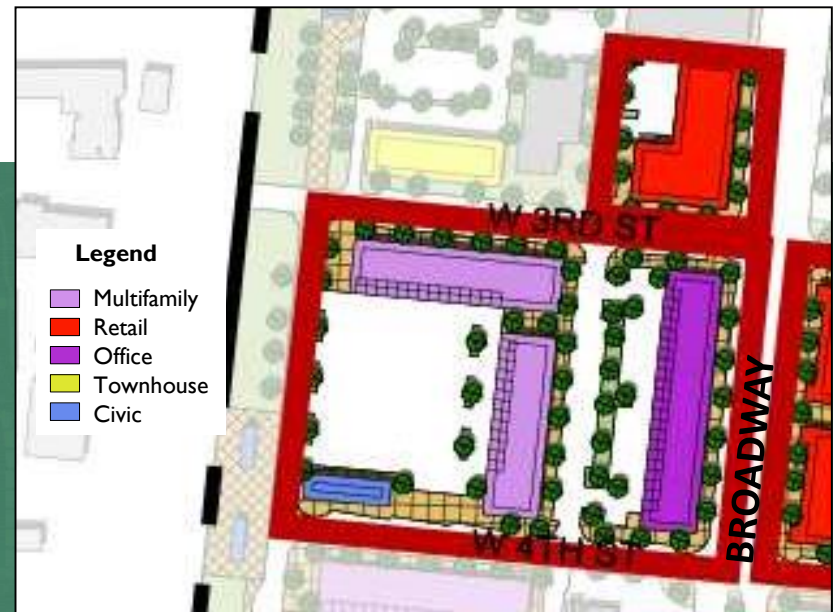 W 3RD ST
Legend
Multifamily
Retail
Office
Townhouse
Civic
BROADWAY
W 4TH ST